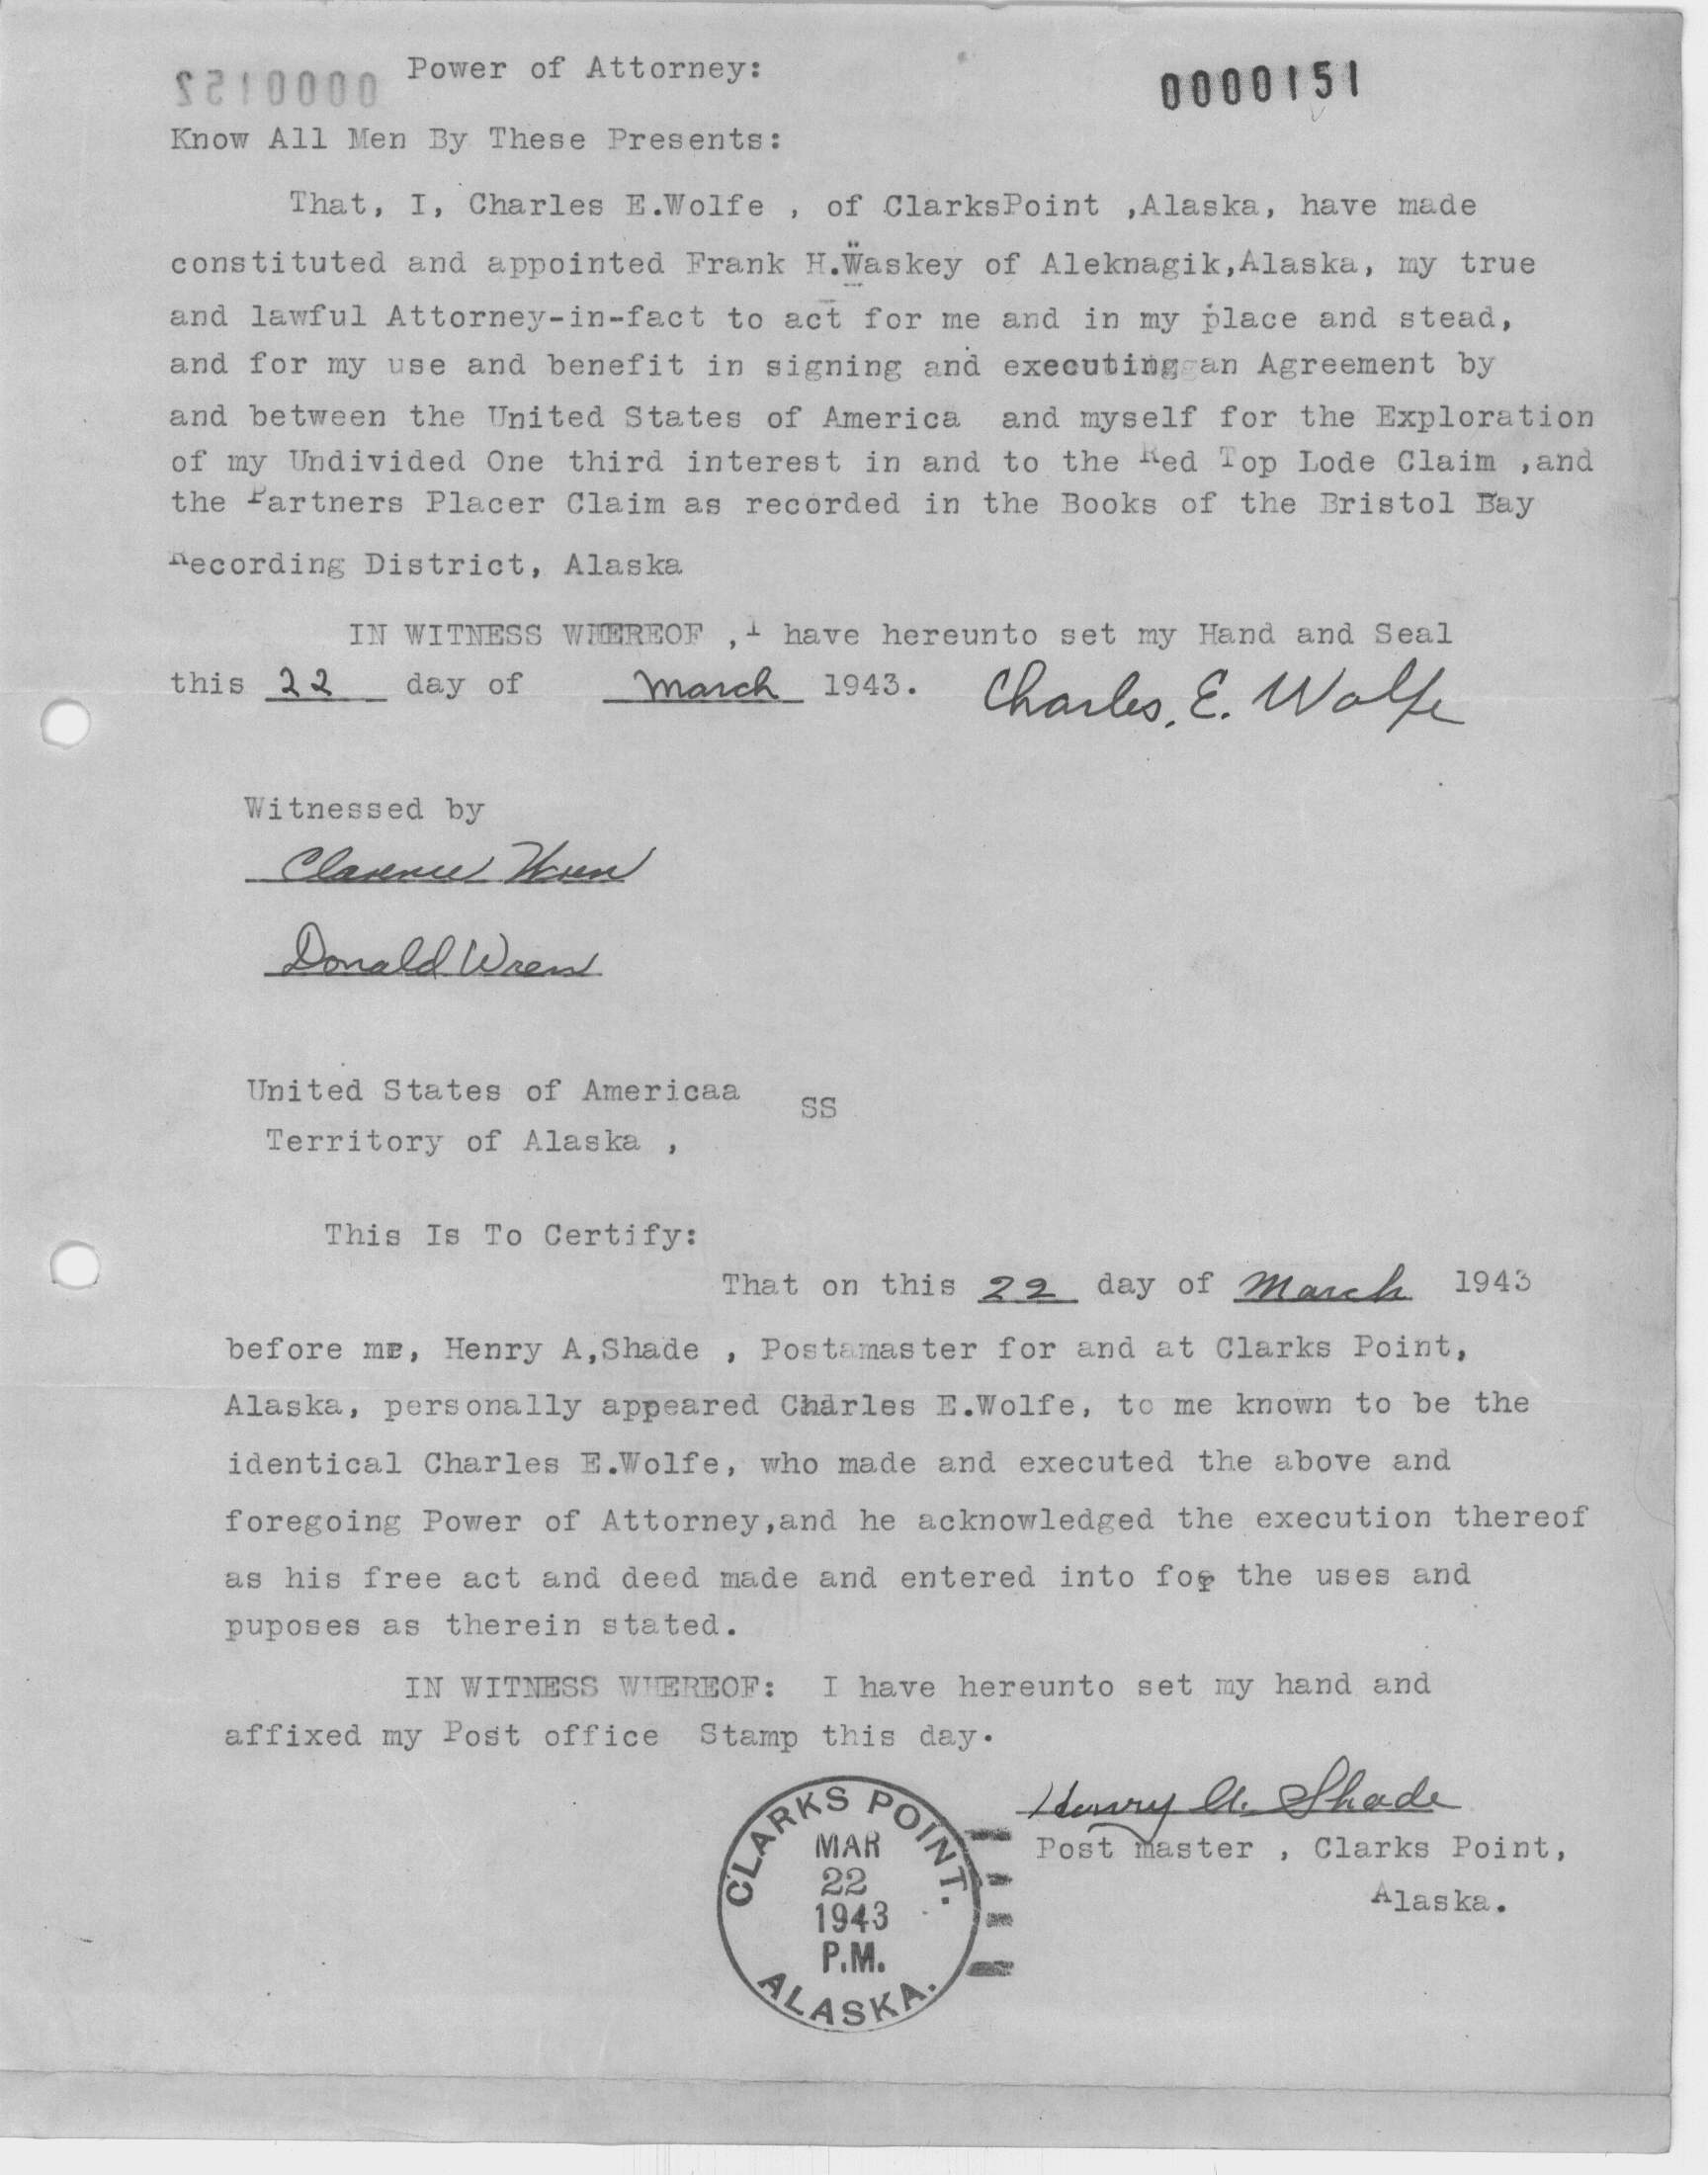 Power of Attorney:
0000152
0000151
Know All Men By These Presents:
That, I, Charles E.Wolfe , of ClarksPoint ,Alaska, have made
constituted and appointed Frank H.Waskey of Aleknagik,Alaska, my true
and lawful Attorney-in-fact to act for me and in my place and stead,
and for my use and benefit in signing and executinggan Agreement by
and between the United States of America and myself for the Exploration
of my Undivided One third interest in and to the Red Top Lode Claim ,and
the Partners Placer Claim as recorded in the Books of the Bristol Bay
Recording District, Alaska
IN WITNESS WHEREOF ,I have hereunto set my Hand and Seal
this 22 day of March 1943. Charles. E. Wolfe
Witnessed by
Clarence Wren
Donald Wren
United States of Americaa
SS
Territory of Alaska ,
This Is To Certify:
That on this 22 day of March 1943
before me, Henry A,Shade , Postamaster for and at Clarks Point,
Alaska, personally appeared Charles E.Wolfe, to me known to be the
identical Charles E.Wolfe, who made and executed the above and
foregoing Power of Attorney,and he acknowledged the execution thereof
as his free act and deed made and entered into for the uses and
puposes as therein stated.
IN WITNESS WHEREOF: I have hereunto set my hand and
affixed my Post office Stamp this day.
Henry A. Shade
Post master , Clarks Point,
Alaska.
CLARKS POINT.
MAR
22
1943
P.M.
ALASKA.